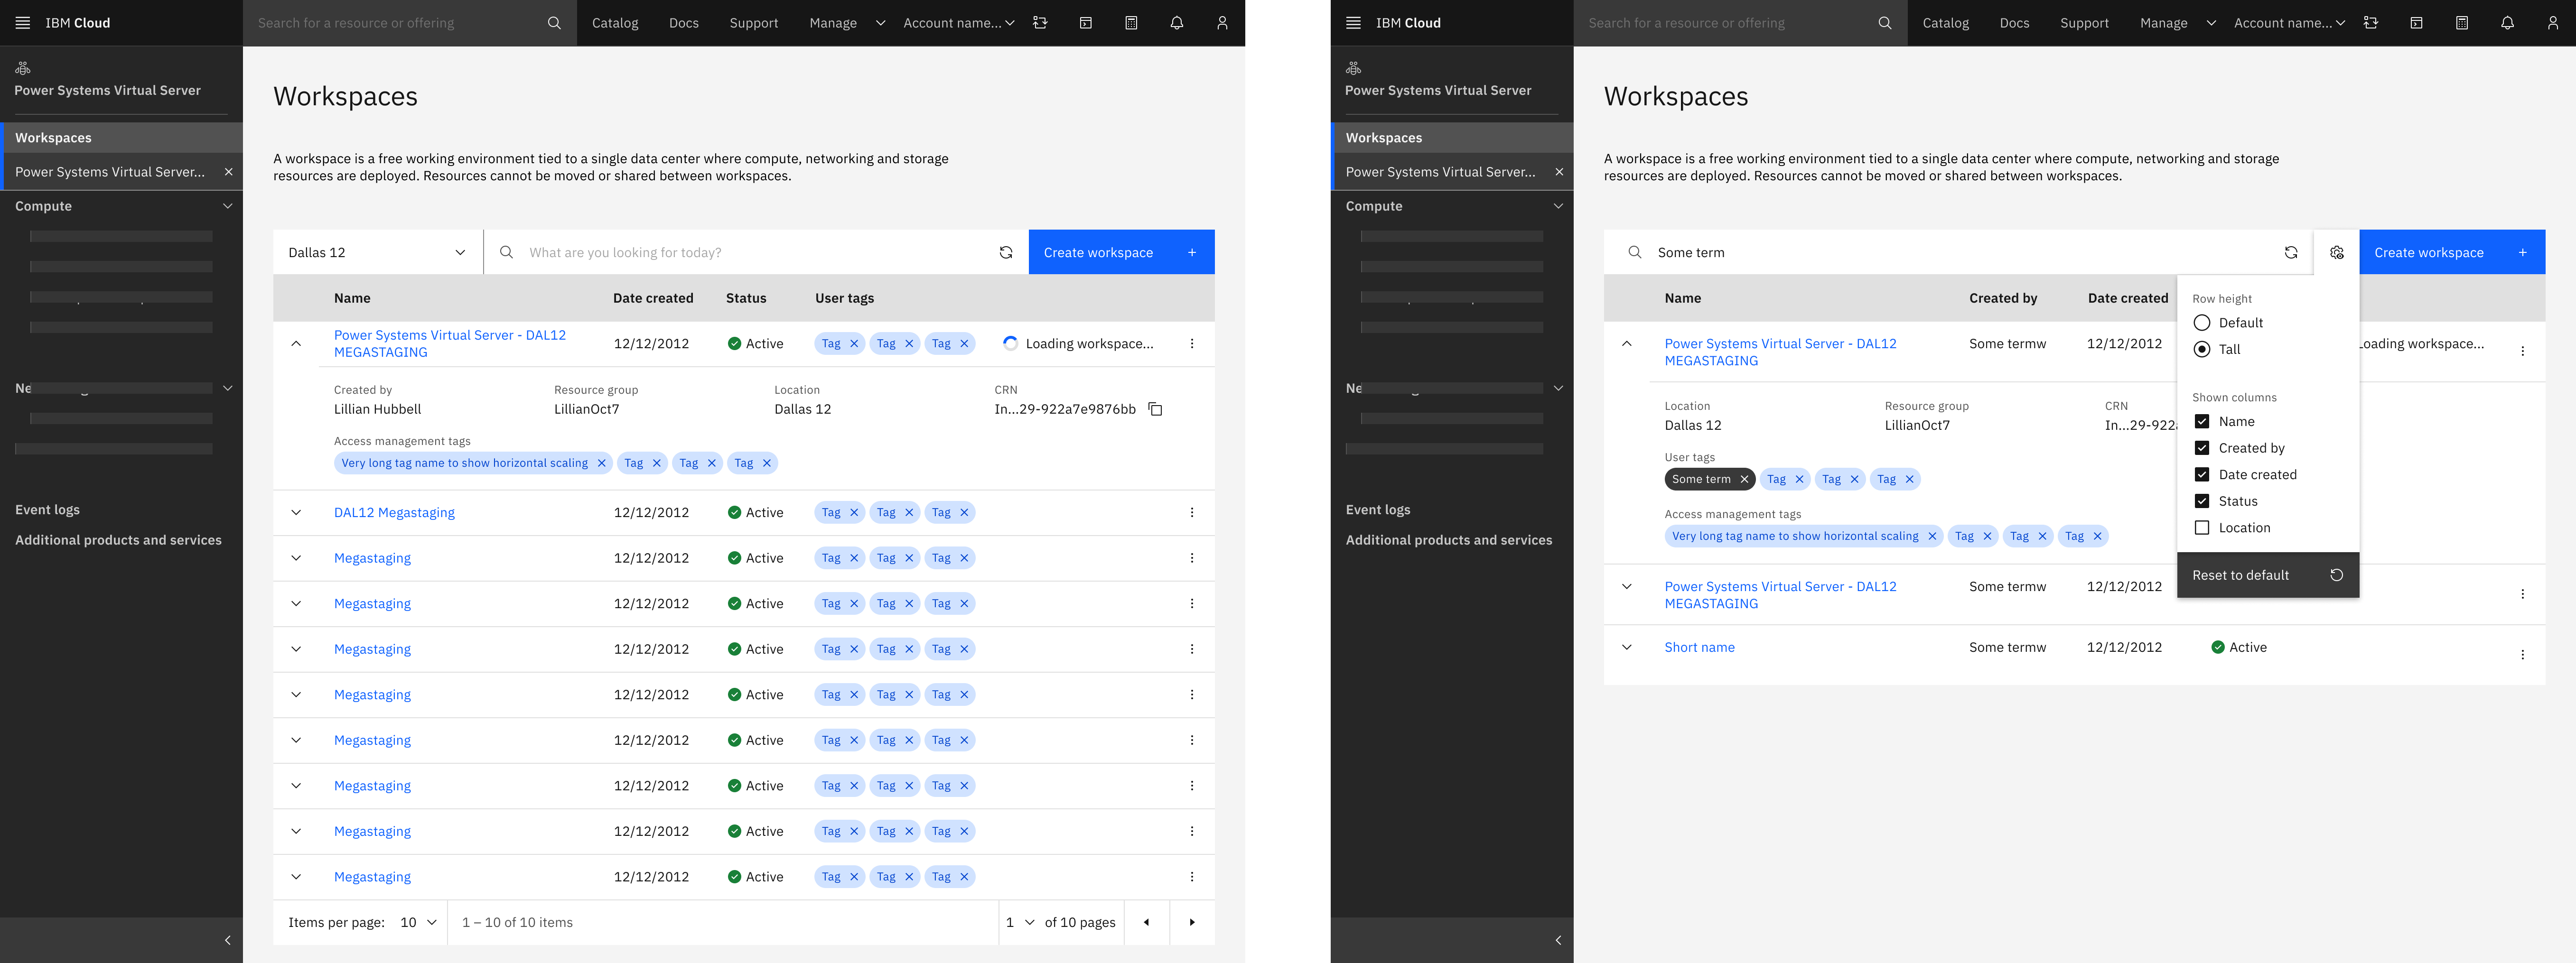 IBM Cloud
Search for a resource or offering
Catalog
Docs
Support
Manage
Account name...
Power Systems Virtual Server
Workspaces
Power Systems Virtual Server...
Compute
Ne
Event logs
Additional products and services
Workspaces
A workspace is a free working environment tied to a single data center where compute, networking and storage
resources are deployed. Resources cannot be moved or shared between workspaces.
Dallas 12
What are you looking for today?
Create workspace +
Name Date created Status User tags
Power Systems Virtual Server - DAL12
MEGASTAGING
12/12/2012 Active Tag Tag Tag Loading workspace...
Created by Resource group Location CRN
Lillian Hubbell LillianOct7 Dallas 12 In...29-922a7e9876bb
Access management tags
Very long tag name to show horizontal scaling Tag Tag Tag
DAL12 Megastaging 12/12/2012 Active Tag Tag Tag
Megastaging 12/12/2012 Active Tag Tag Tag
Megastaging 12/12/2012 Active Tag Tag Tag
Megastaging 12/12/2012 Active Tag Tag Tag
Megastaging 12/12/2012 Active Tag Tag Tag
Megastaging 12/12/2012 Active Tag Tag Tag
Megastaging 12/12/2012 Active Tag Tag Tag
Megastaging 12/12/2012 Active Tag Tag Tag
Megastaging 12/12/2012 Active Tag Tag Tag
Items per page: 10 1 – 10 of 10 items 1 of 10 pages
IBM Cloud
Search for a resource or offering
Catalog
Docs
Support
Manage
Account name...
Power Systems Virtual Server
Workspaces
Power Systems Virtual Server...
Compute
Ne
Event logs
Additional products and services
Workspaces
A workspace is a free working environment tied to a single data center where compute, networking and storage
resources are deployed. Resources cannot be moved or shared between workspaces.
Some term
Create workspace +
Name Created by Date created
Power Systems Virtual Server - DAL12
MEGASTAGING
Some termw 12/12/2012 Loading workspace...
Location Resource group CRN
Dallas 12 LillianOct7 In...29-922a
User tags
Some term Tag Tag Tag
Access management tags
Very long tag name to show horizontal scaling Tag Tag Tag
Power Systems Virtual Server - DAL12
MEGASTAGING
Some termw 12/12/2012
Short name Some termw 12/12/2012 Active
Row height
Default
Tall
Shown columns
Name
Created by
Date created
Status
Location
Reset to default